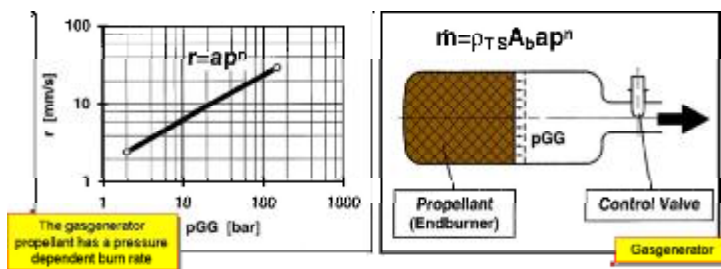 100
10
1
r [mm/s]
r=apⁿ
1
10
100
1000
pGG [bar]
The gasgenerator
propellant has a pressure
dependent burn rate
ṁ=ρTSAbapⁿ
pGG
Propellant
(Endburner)
Control Valve
Gasgenerator